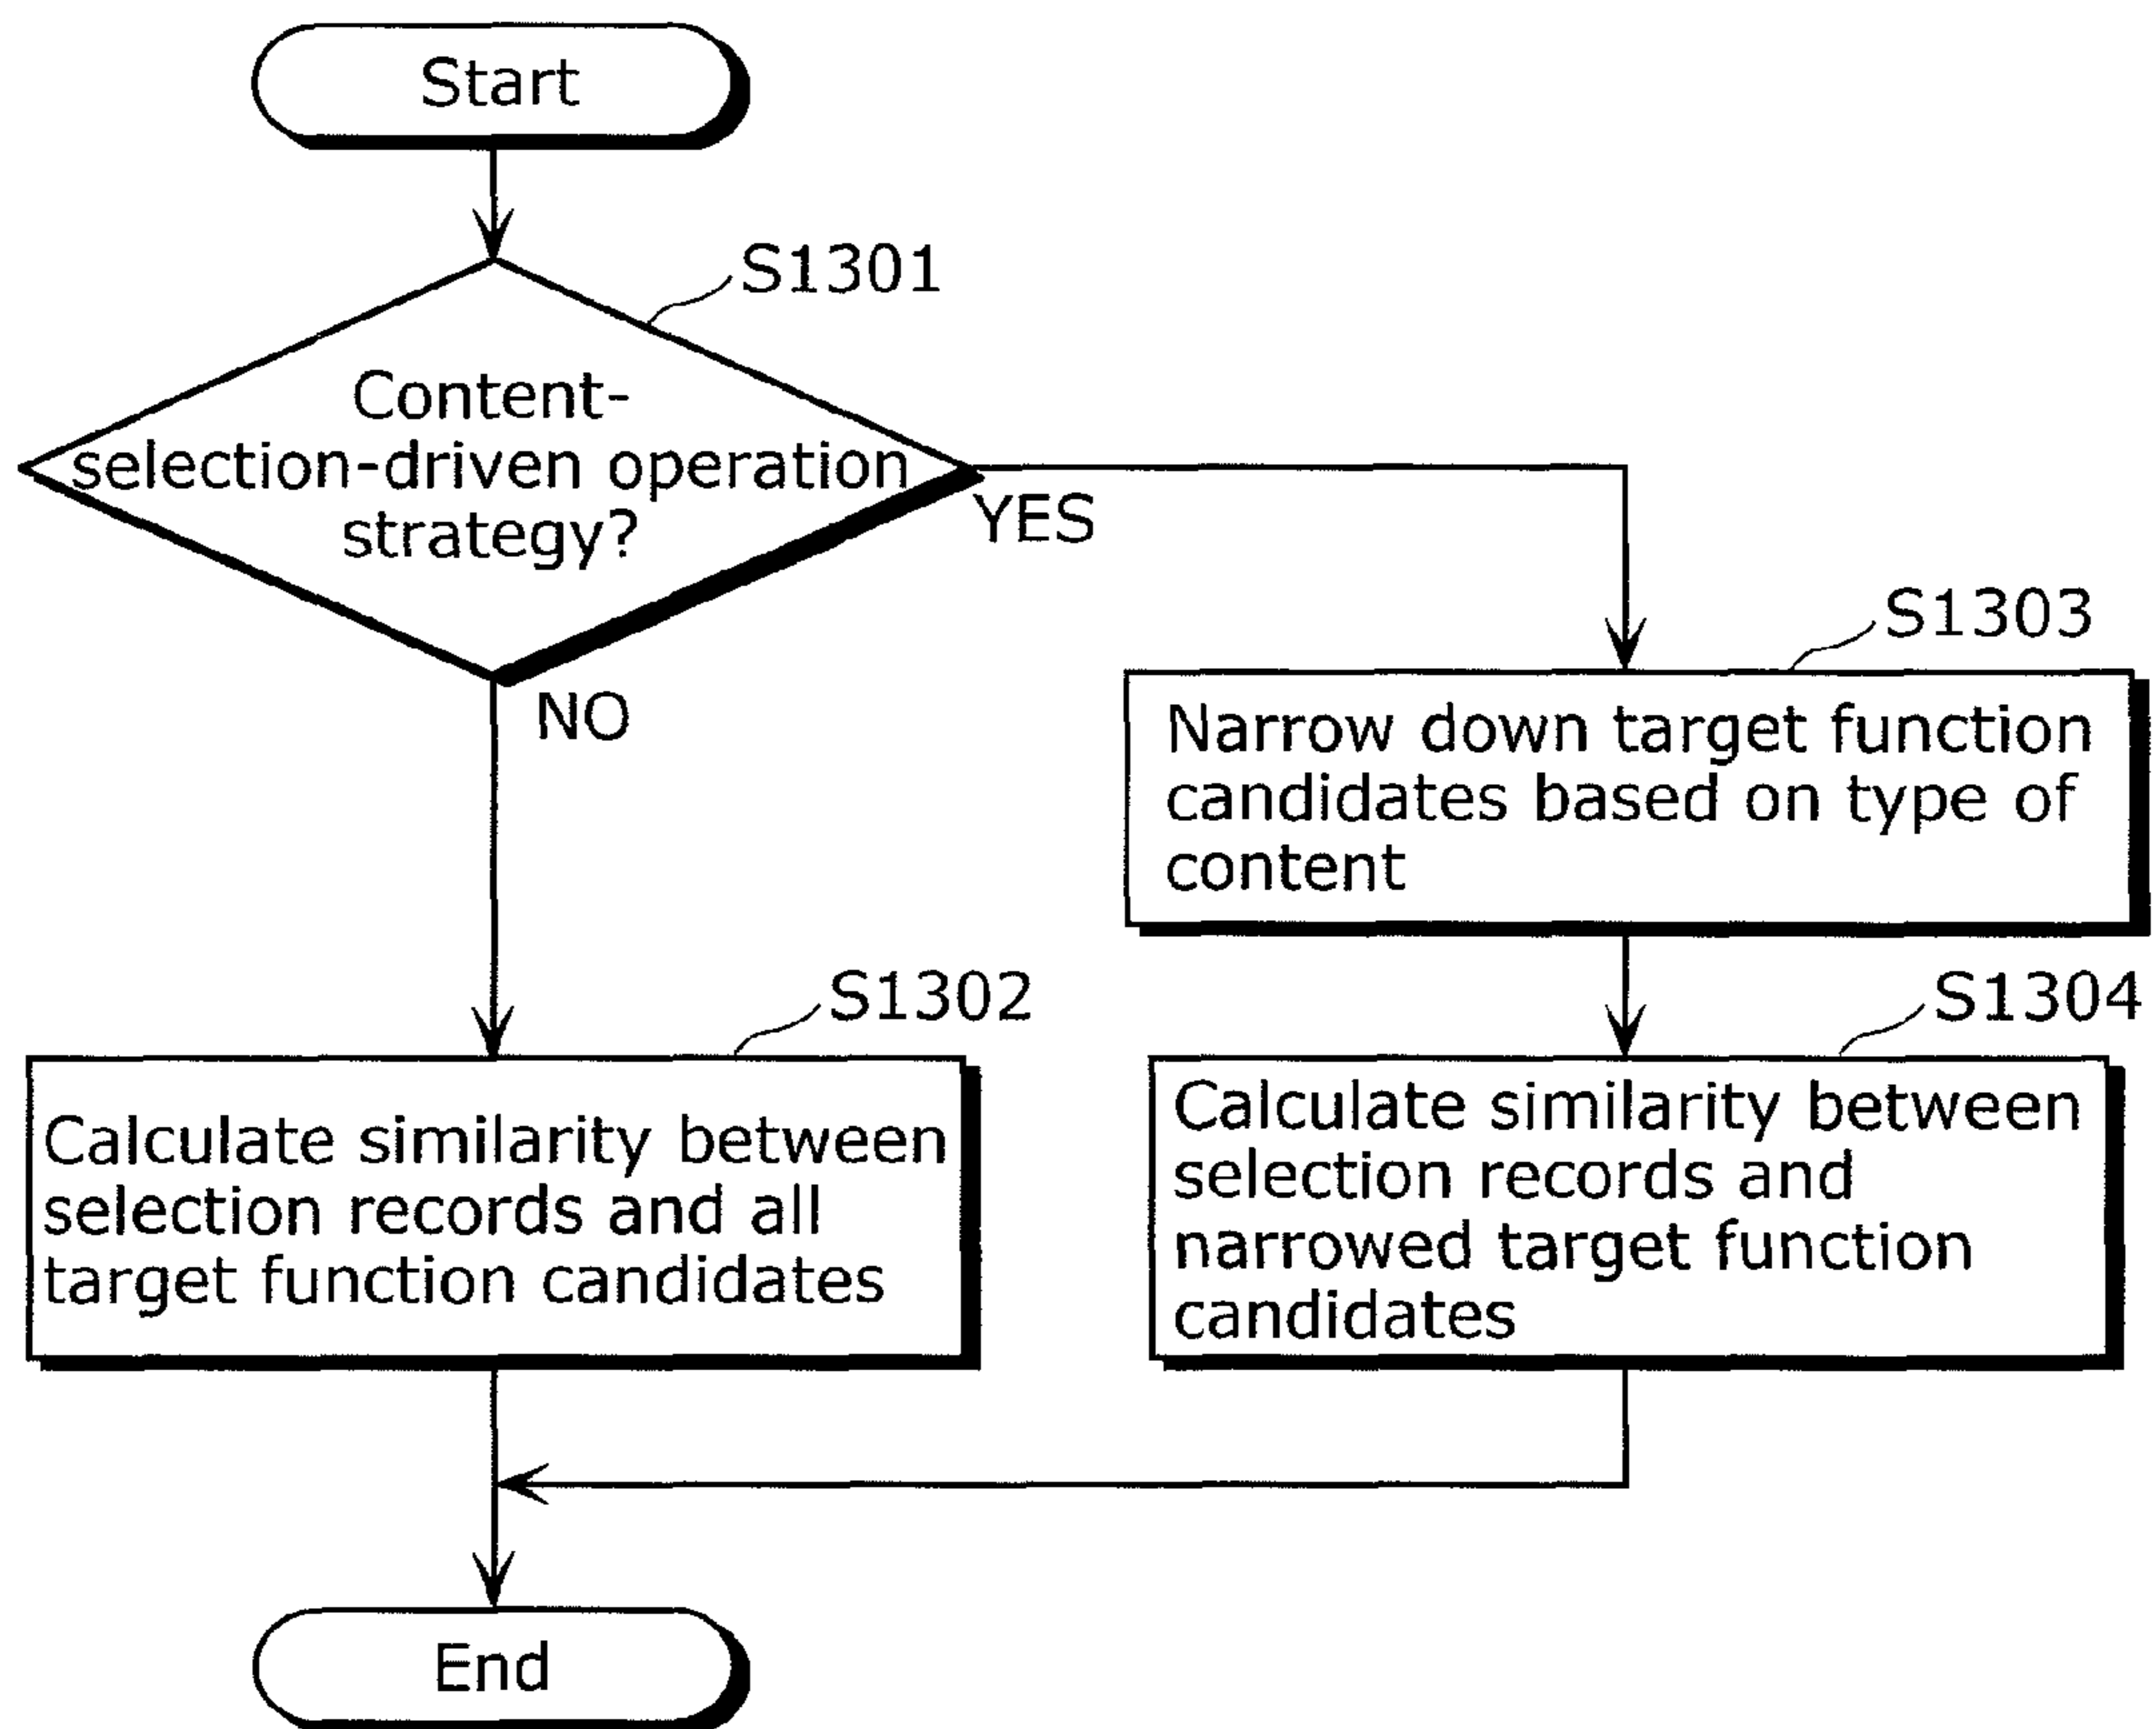 Start
S1301
Content-
selection-driven operation
strategy?
YES
NO
S1303
Narrow down target function
candidates based on type of
content
S1302
Calculate similarity between
selection records and all
target function candidates
S1304
Calculate similarity between
selection records and
narrowed target function
candidates
End